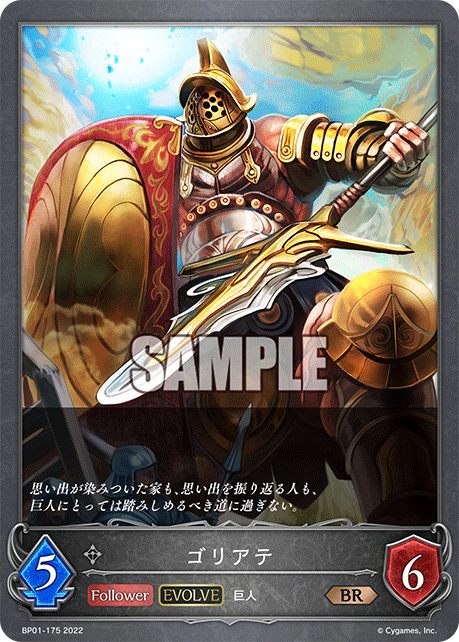 SAMPLE
思い出が染みついた家も、思い出を振り返る人も、
巨人にとっては踏みしめるべき道に過ぎない。
5
ゴリアテ
6
Follower EVOLVE 巨人 BR
BP01-175 2022 © Cygames, Inc.